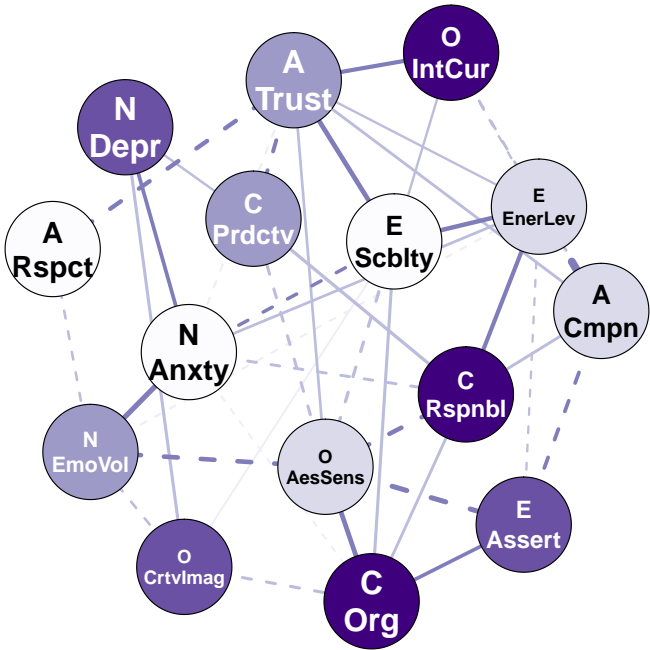 O
IntCur
A
Trust
N
Depr
E
EnerLev
C
Prdctv
E
Scblty
A
Rspct
A
Cmpn
N
Anxty
C
Rspnbl
N
EmoVol
O
AesSens
E
Assert
O
CrtvImag
C
Org